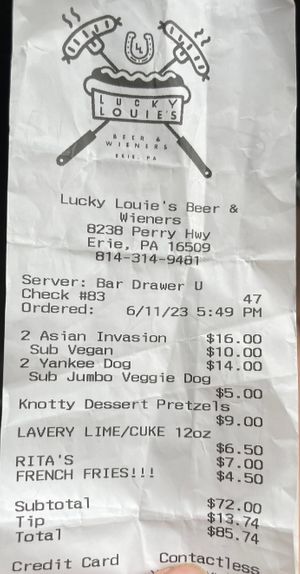 LL
LUCKY
LOUIE'S
BEER &
WIENERS
ERIE, PA
Lucky Louie's Beer &
Wieners
8238 Perry Hwy
Erie, PA 16509
814-314-9481
Server: Bar Drawer U
Check #83 47
Ordered: 6/11/23 5:49 PM
2 Asian Invasion $16.00
Sub Vegan $10.00
2 Yankee Dog $14.00
Sub Jumbo Veggie Dog
$5.00
Knotty Dessert Pretzels
$9.00
LAVERY LIME/CUKE 12oz
$6.50
RITA'S $7.00
FRENCH FRIES!!! $4.50
Subtotal $72.00
Tip $13.74
Total $85.74
Credit Card Contactless